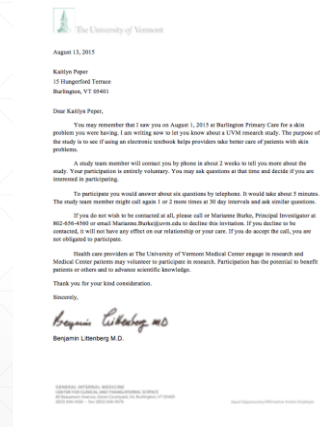 The University of Vermont
August 13, 2015
Kaitlyn Peper
15 Hungerford Terrace
Burlington, VT 05401
Dear Kaitlyn Peper,
You may remember that I saw you on August 1, 2015 at Burlington Primary Care for a skin
problem you were having. I am writing now to let you know about a UVM research study. The purpose of
the study is to see if using an electronic textbook helps providers take better care of patients with skin
problems.
A study team member will contact you by phone in about 2 weeks to tell you more about the
study. Your participation is entirely voluntary. You may ask questions at that time and decide if you are
interested in participating.
To participate you would answer about six questions by telephone. It would take about 5 minutes.
The study team member might call again 1 or 2 more times at 30 day intervals and ask similar questions.
If you do not wish to be contacted at all, please call or Marianne Burke, Principal Investigator at
802-656-4560 or email Marianne.Burke@uvm.edu to decline this invitation. If you decline to be
contacted, it will not have any effect on our relationship or your care. If you do accept the call, you are
not obligated to participate.
Health care providers at The University of Vermont Medical Center engage in research and
Medical Center patients may volunteer to participate in research. Participation has the potential to benefit
patients or others and to advance scientific knowledge.
Thank you for your kind consideration.
Sincerely,
Benjamin Littenberg MD
Benjamin Littenberg M.D.
GENERAL INTERNAL MEDICINE
CENTER FOR CLINICAL AND TRANSLATIONAL SCIENCE